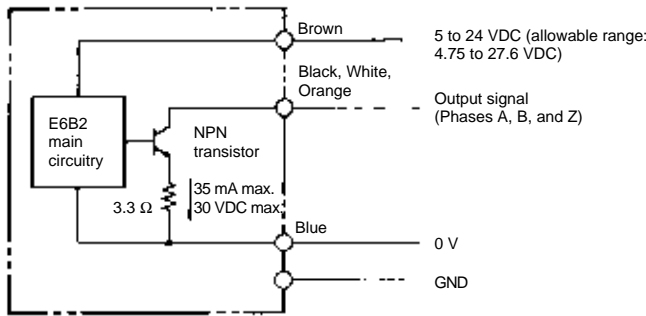 Brown
5 to 24 VDC (allowable range:
4.75 to 27.6 VDC)
Black, White,
Orange
Output signal
(Phases A, B, and Z)
E6B2
main
circuitry
NPN
transistor
35 mA max.
30 VDC max.
3.3 Ω
Blue
0 V
GND